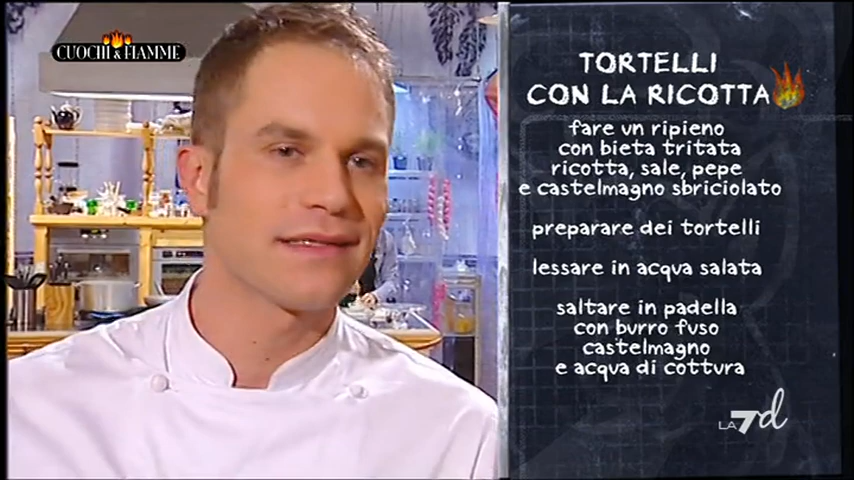 CUOCHI & FIAMME
TORTELLI
CON LA RICOTTA
fare un ripieno
con bieta tritata
ricotta, sale, pepe
e castelmagno sbriciolato
preparare dei tortelli
lessare in acqua salata
saltare in padella
con burro fuso
castelmagno
e acqua di cottura
LA7d